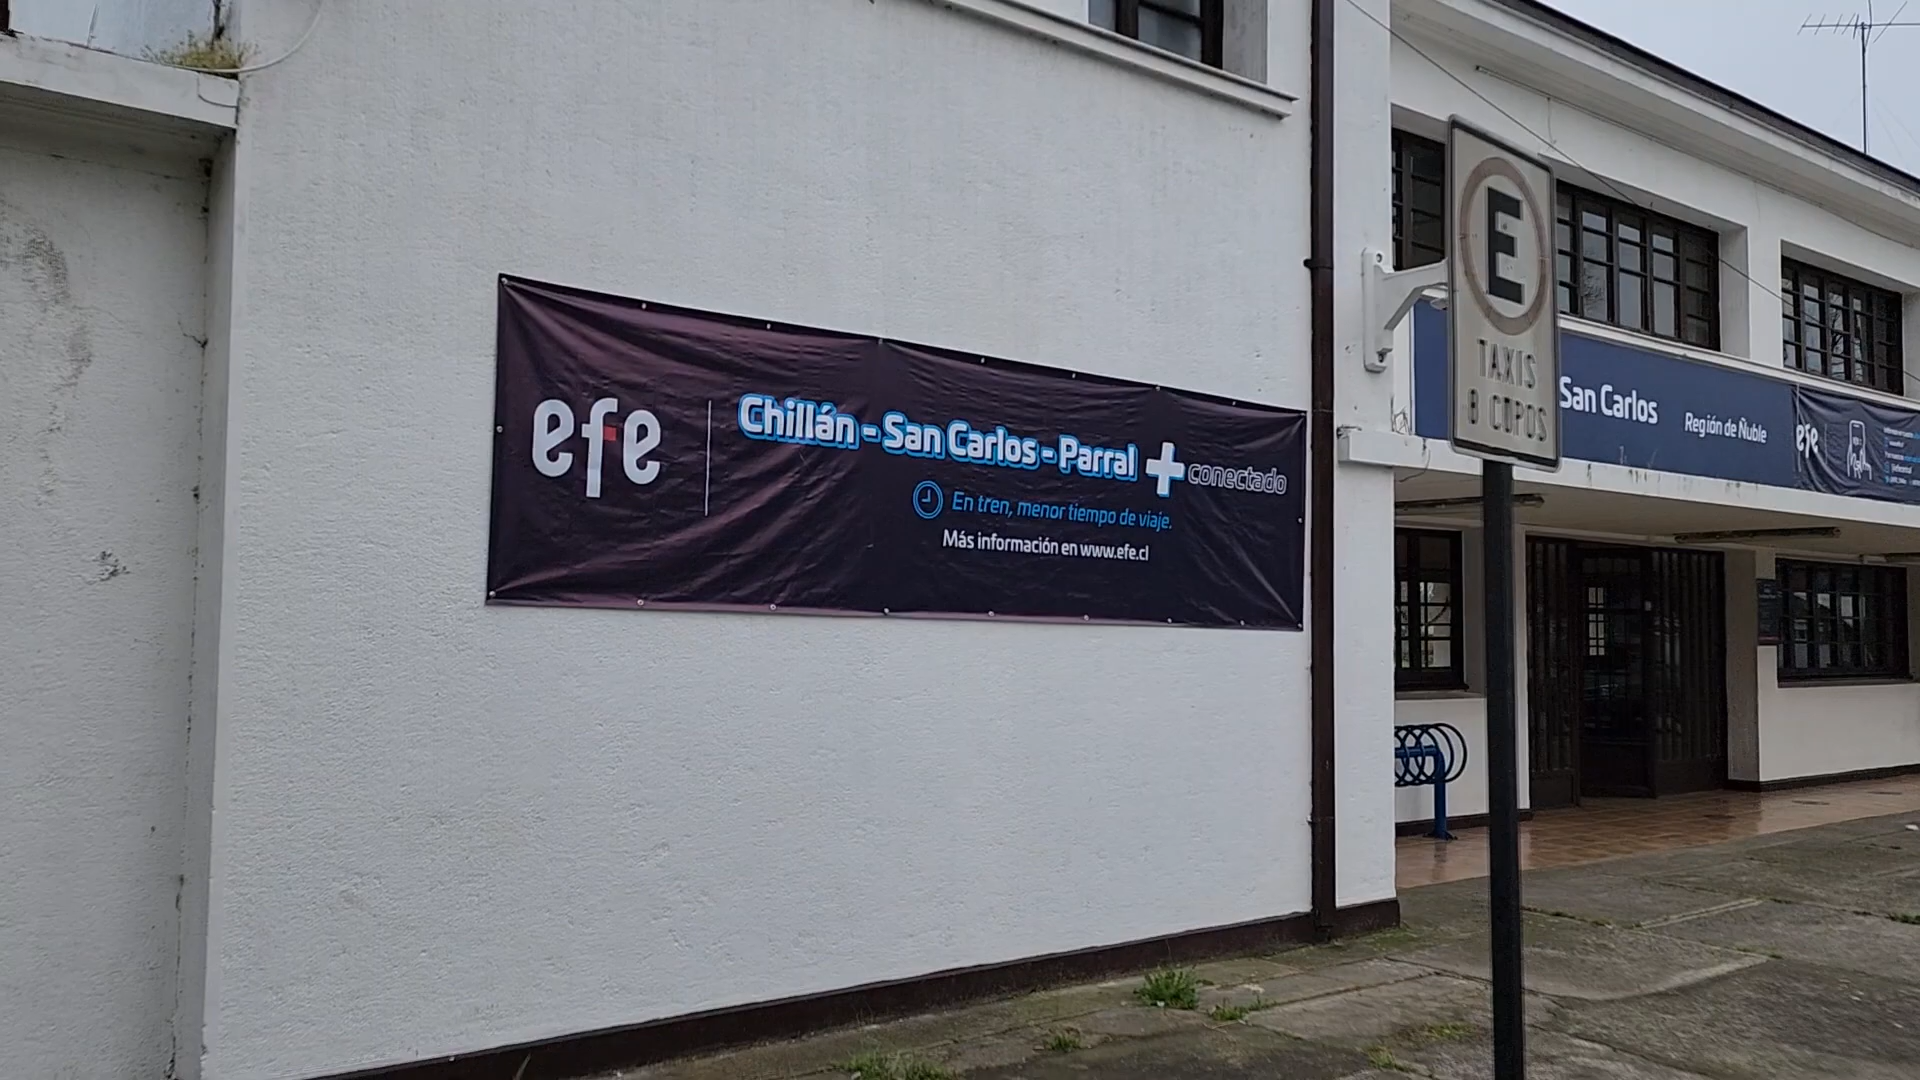 efe
Chillán - San Carlos - Parral + conectado
En tren, menor tiempo de viaje.
Más información en www.efe.cl
E
TAXIS
8 CUPOS
San Carlos
Región de Ñuble
efe